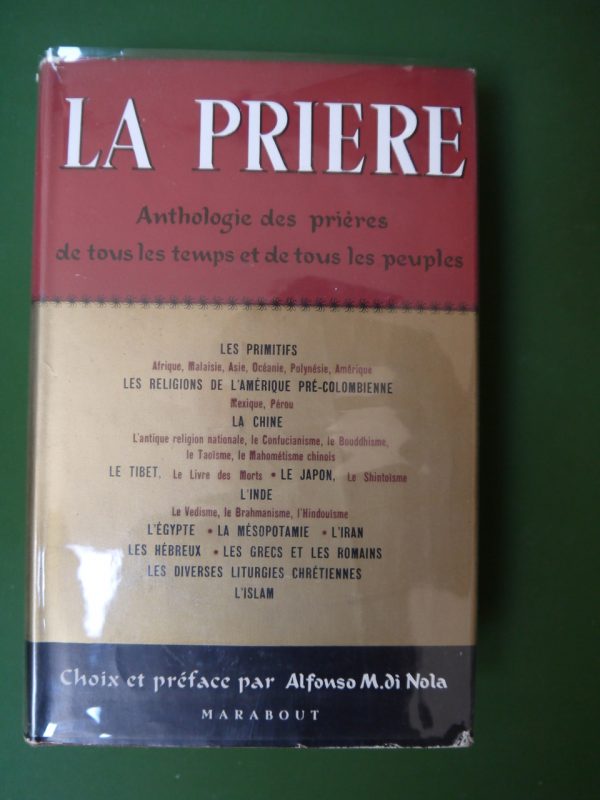 LA PRIERE
Anthologie des prières
de tous les temps et de tous les peuples
LES PRIMITIFS
Afrique, Malaisie, Asie, Océanie, Polynésie, Amérique
LES RELIGIONS DE L'AMÉRIQUE PRÉ-COLOMBIENNE
Mexique, Pérou
LA CHINE
L'antique religion nationale, le Confucianisme, le Bouddhisme,
le Taoïsme, le Mahométisme chinois
LE TIBET, Le Livre des Morts • LE JAPON, Le Shintoïsme
L'INDE
Le Vedisme, le Brahmanisme, l'Hindouïsme
L'ÉGYPTE • LA MÉSOPOTAMIE • L'IRAN
LES HÉBREUX • LES GRECS ET LES ROMAINS
LES DIVERSES LITURGIES CHRÉTIENNES
L'ISLAM
Choix et préface par Alfonso M. di Nola
MARABOUT